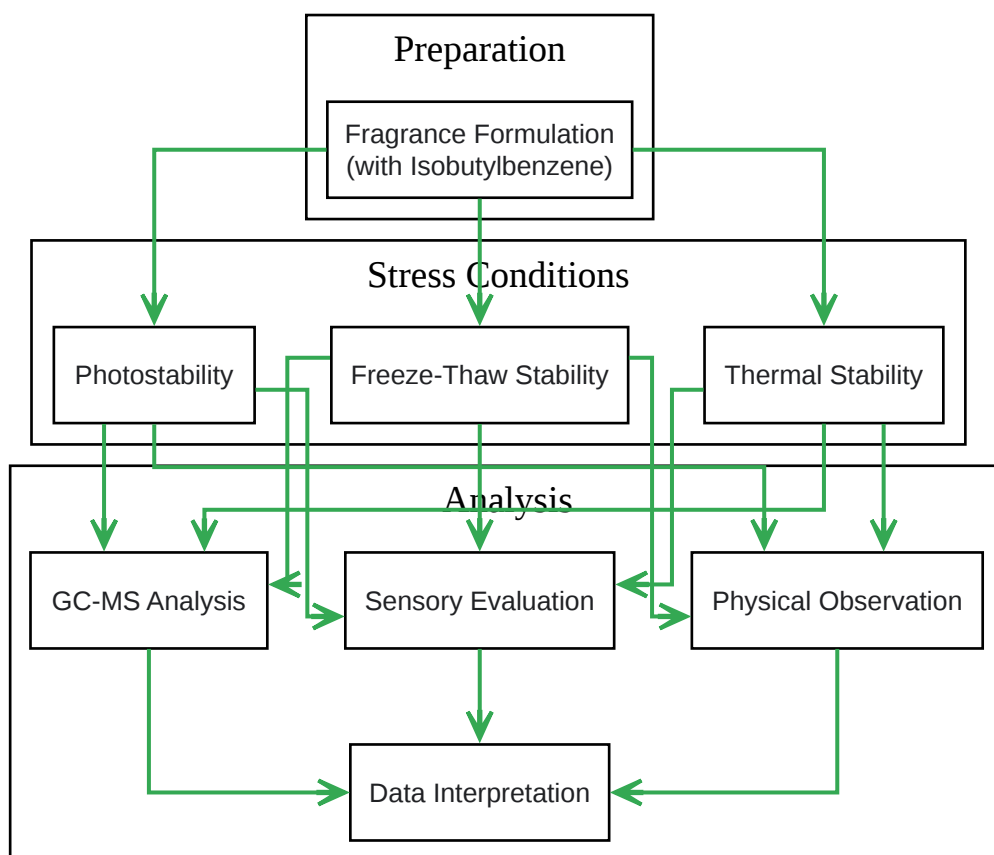 Preparation
Fragrance Formulation
(with Isobutylbenzene)
Stress Conditions
Photostability
Freeze-Thaw Stability
Thermal Stability
Analysis
GC-MS Analysis
Sensory Evaluation
Physical Observation
Data Interpretation